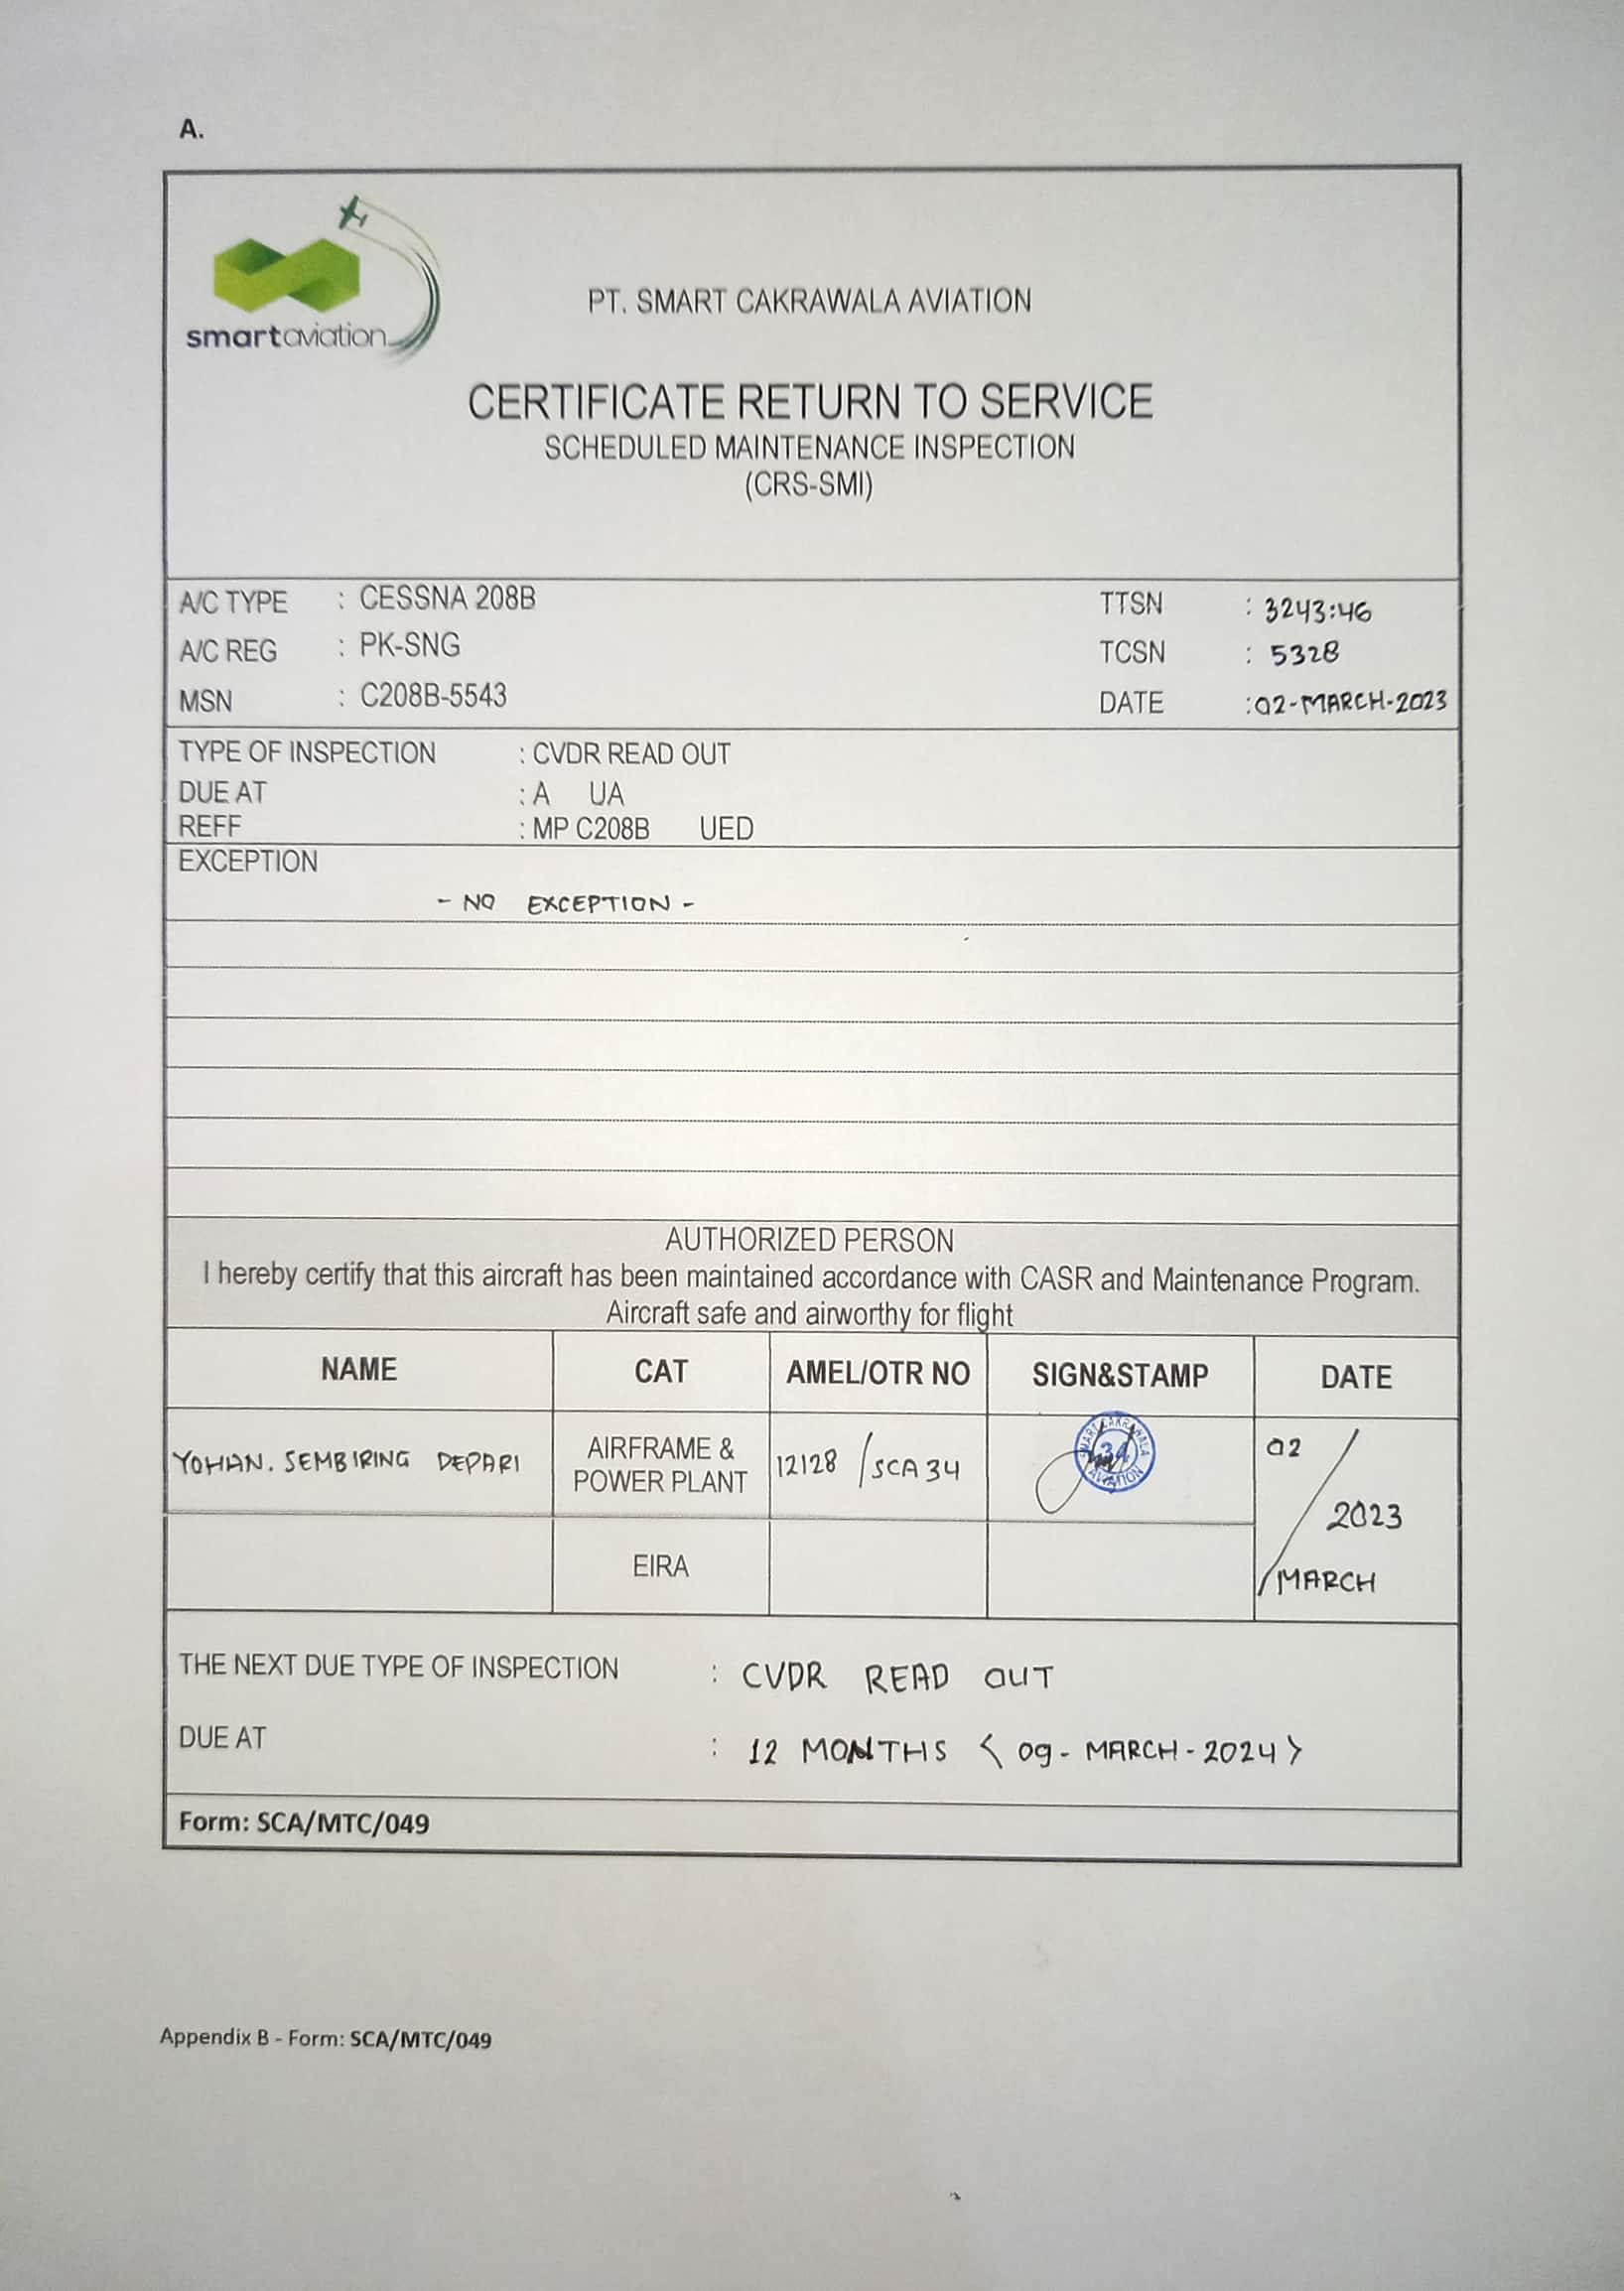 A.
smartaviation
PT. SMART CAKRAWALA AVIATION
CERTIFICATE RETURN TO SERVICE
SCHEDULED MAINTENANCE INSPECTION
(CRS-SMI)
A/C TYPE : CESSNA 208B TTSN : 3243:46
A/C REG : PK-SNG TCSN : 5328
MSN : C208B-5543 DATE : 02-MARCH-2023
TYPE OF INSPECTION : CVDR READ OUT
DUE AT : A UA
REFF : MP C208B UED
EXCEPTION
- NO EXCEPTION -
AUTHORIZED PERSON
I hereby certify that this aircraft has been maintained accordance with CASR and Maintenance Program.
Aircraft safe and airworthy for flight
NAME CAT AMEL/OTR NO SIGN&STAMP DATE
YOHAN. SEMBIRING DEPARI AIRFRAME & POWER PLANT 12128 / SCA 34 SMART CAKRAWALA AVIATION 34 02 / MARCH / 2023
EIRA
THE NEXT DUE TYPE OF INSPECTION : CVDR READ OUT
DUE AT : 12 MONTHS < 09 - MARCH - 2024 >
Form: SCA/MTC/049
Appendix B - Form: SCA/MTC/049